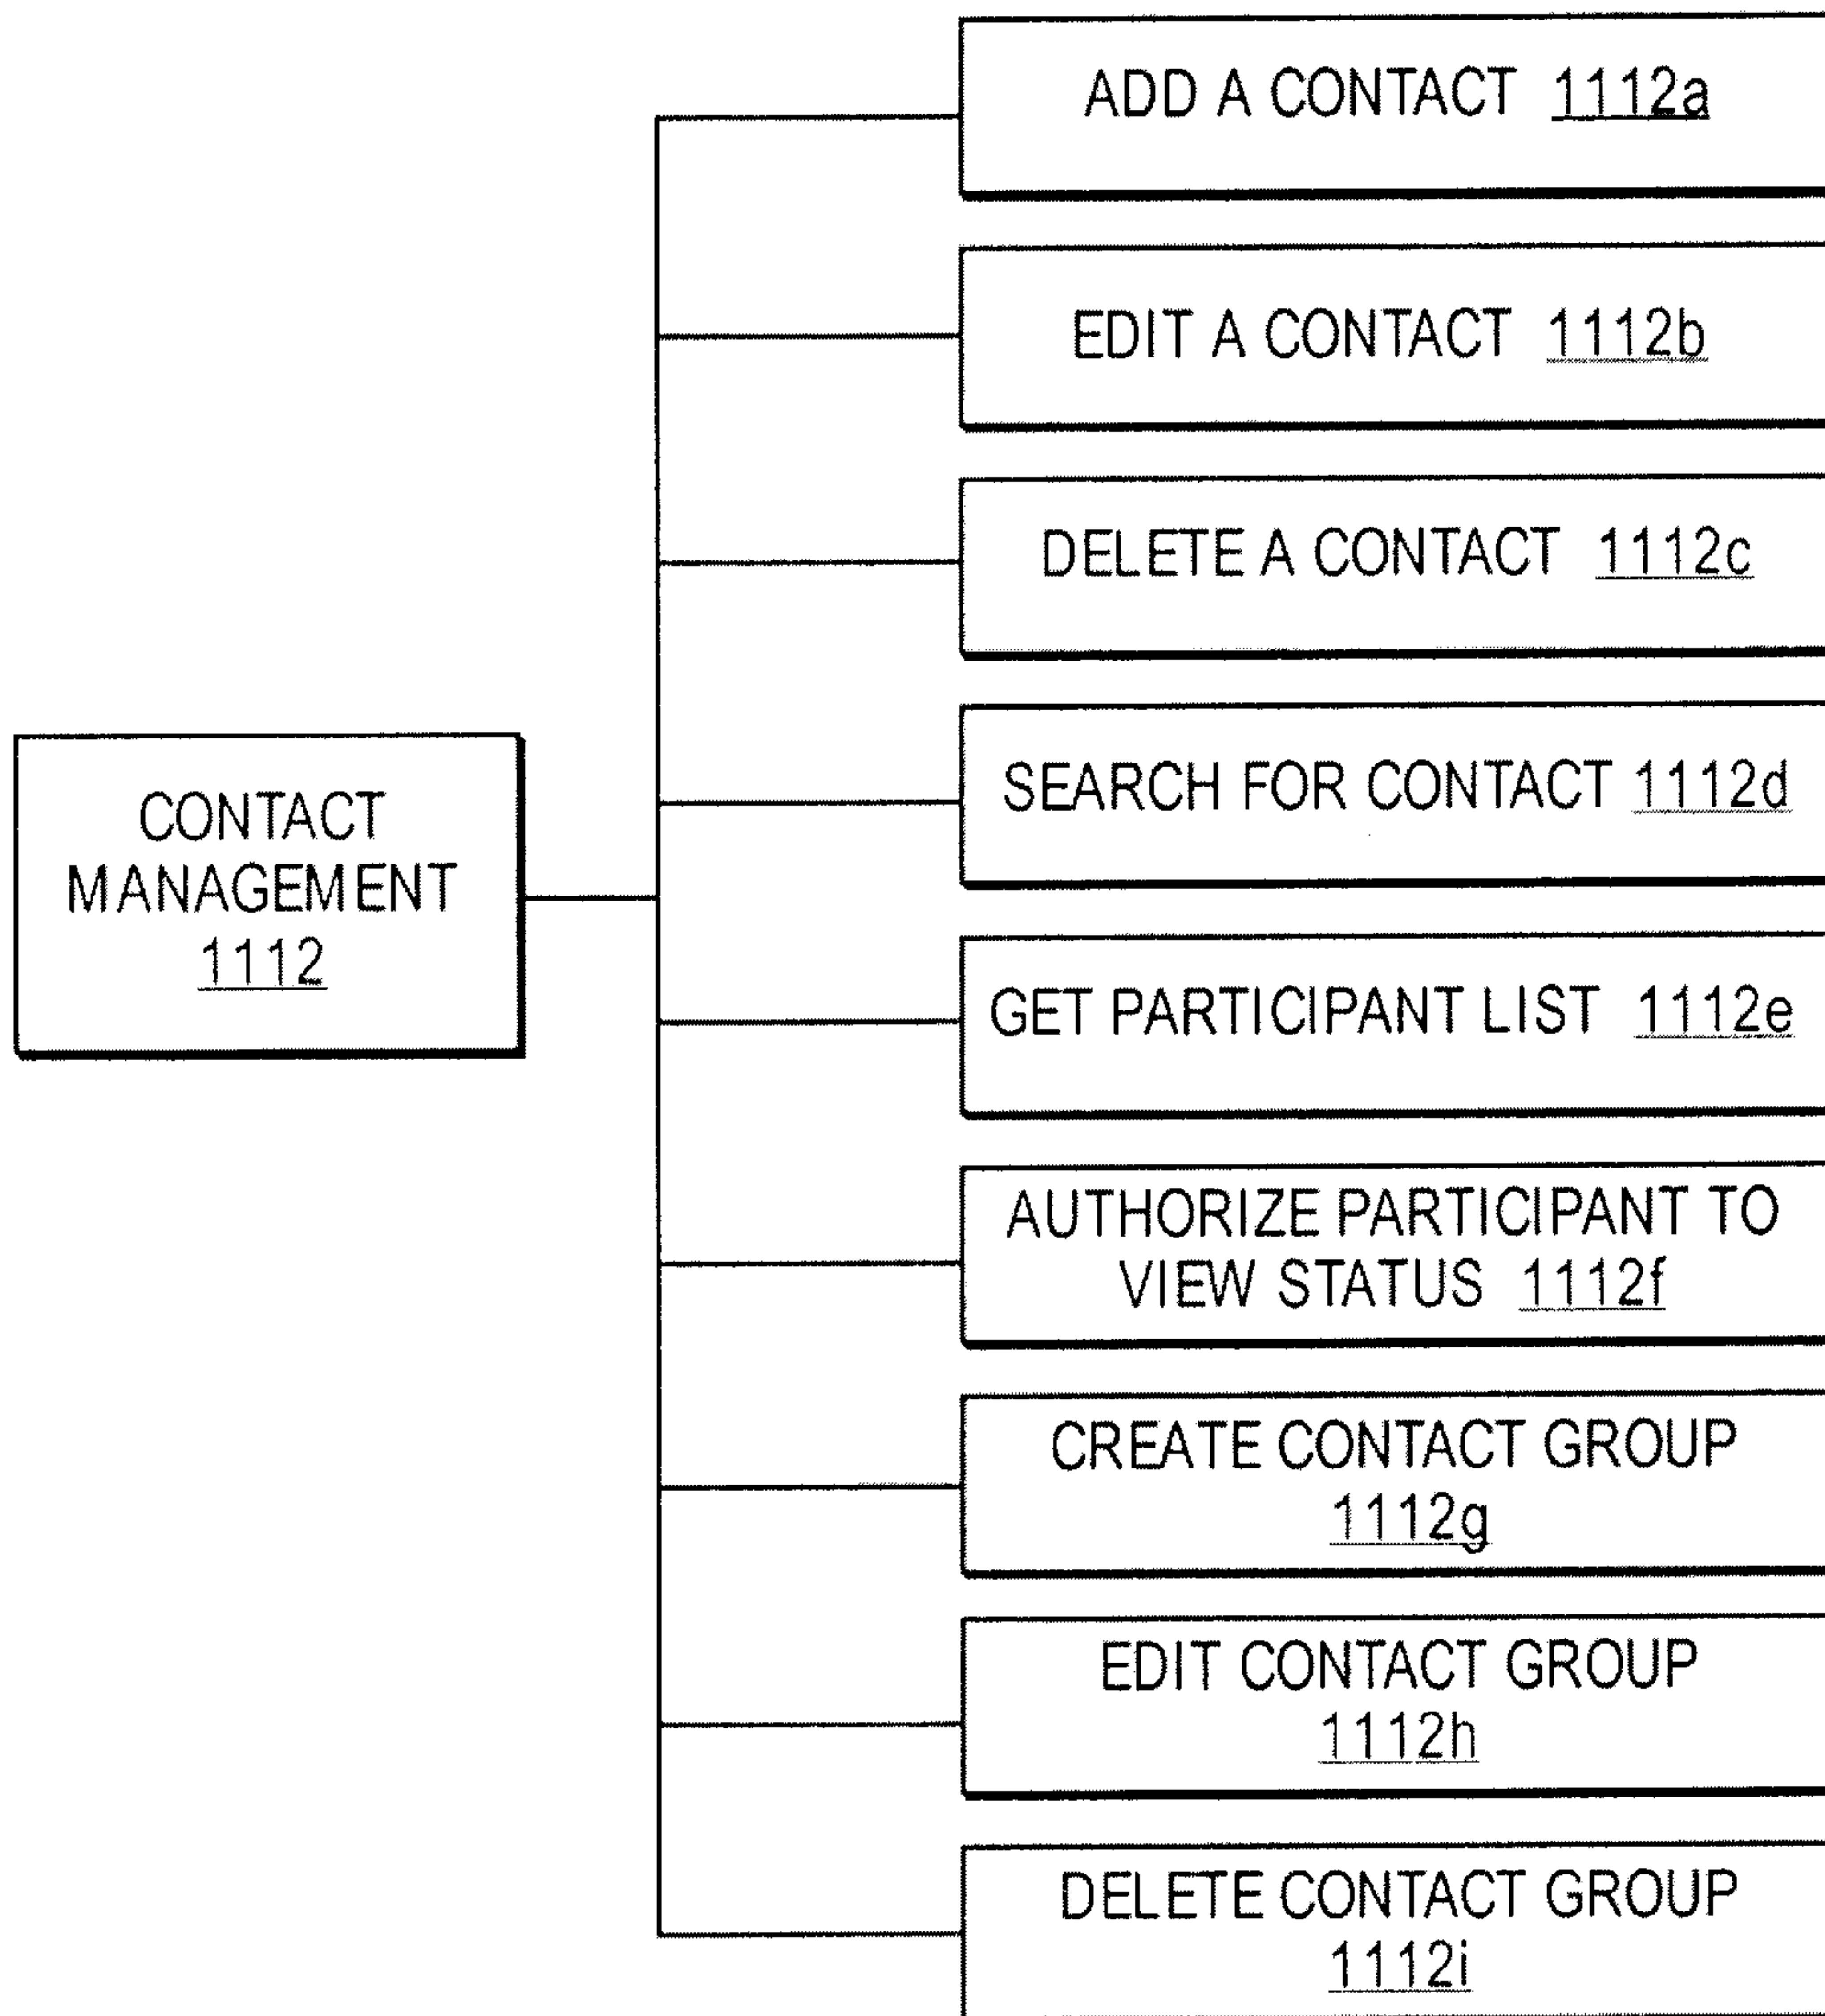 ADD A CONTACT 1112a
EDIT A CONTACT 1112b
DELETE A CONTACT 1112c
SEARCH FOR CONTACT 1112d
CONTACT
MANAGEMENT
1112
GET PARTICIPANT LIST 1112e
AUTHORIZE PARTICIPANT TO
VIEW STATUS 1112f
CREATE CONTACT GROUP
1112g
EDIT CONTACT GROUP
1112h
DELETE CONTACT GROUP
1112i